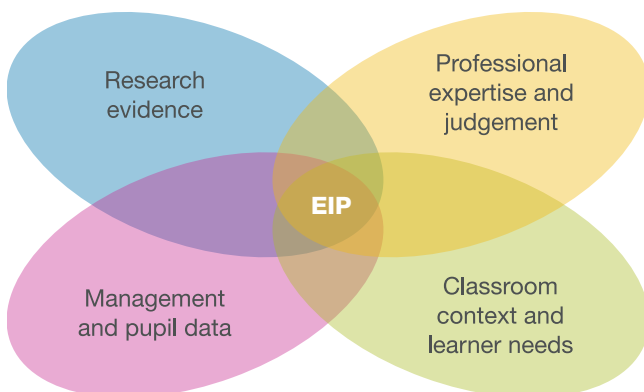 Research
evidence
Professional
expertise and
judgement
EIP
Management
and pupil data
Classroom
context and
learner needs